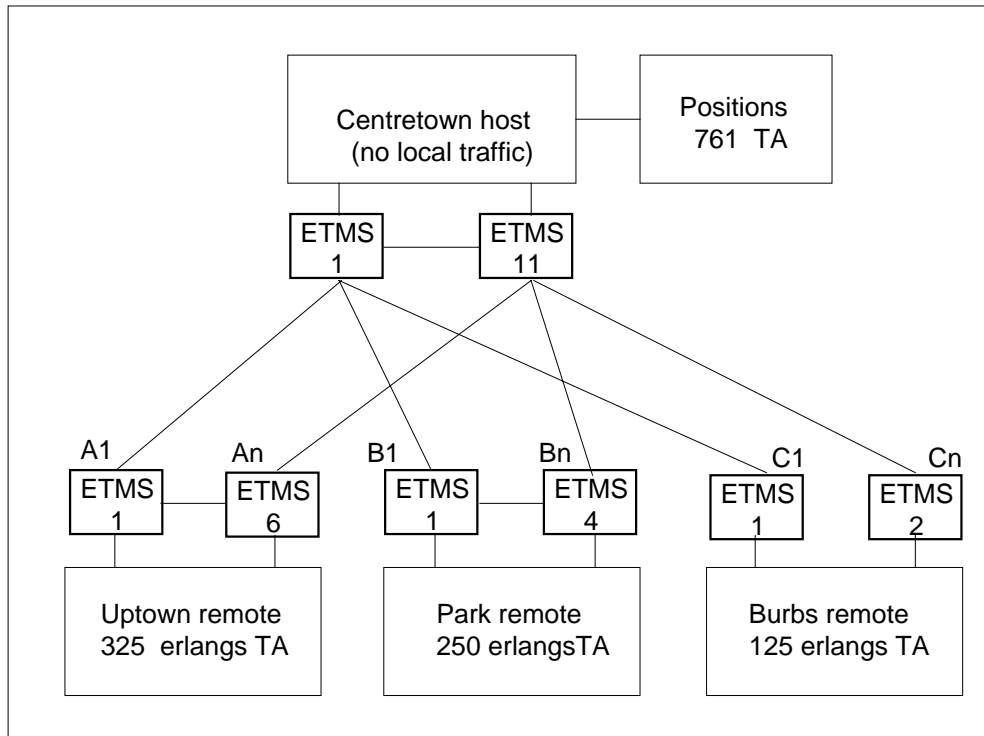 Centretown host
(no local traffic)
Positions
761 TA
ETMS
1
ETMS
11
A1
An
B1
Bn
C1
Cn
ETMS
1
ETMS
6
ETMS
1
ETMS
4
ETMS
1
ETMS
2
Uptown remote
325 erlangs TA
Park remote
250 erlangsTA
Burbs remote
125 erlangs TA